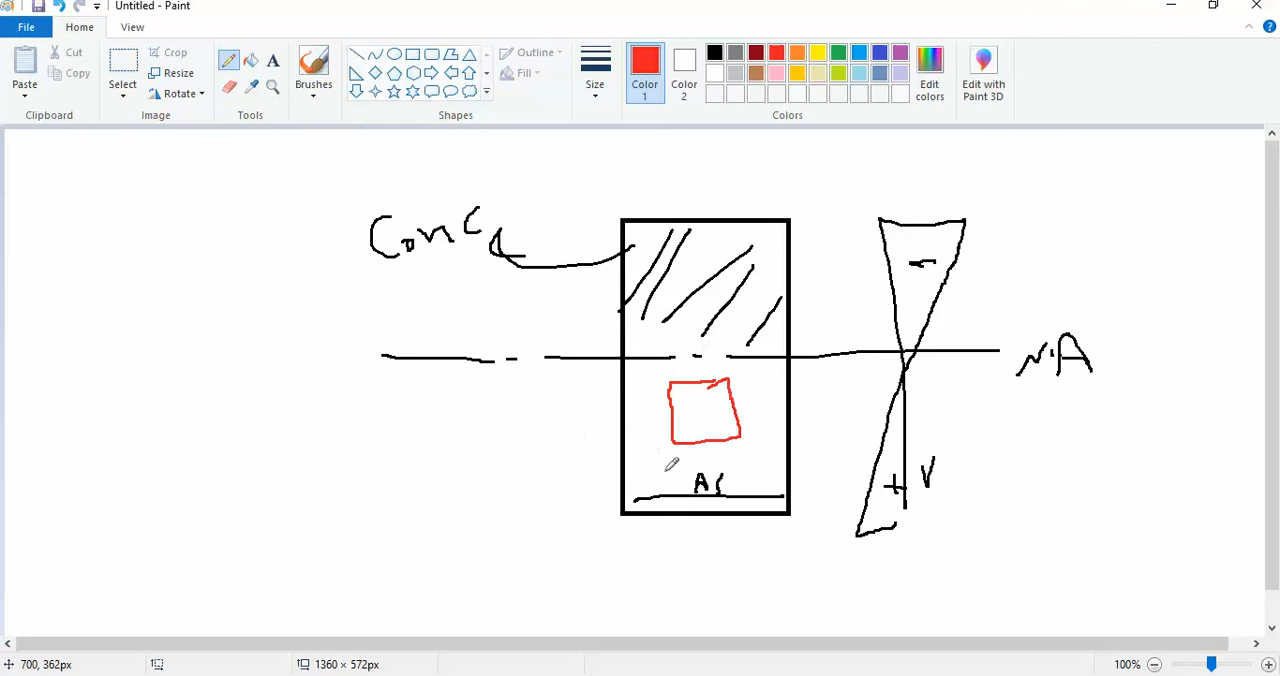 Untitled - Paint
File Home View
Paste
Cut
Copy
Clipboard
Select
Crop
Resize
Rotate
Image
Tools
Brushes
Shapes
Outline
Fill
Size
Color 1
Color 2
Edit colors
Colors
Edit with Paint 3D
Conc
-
N.A
+
As
700, 362px
1360 × 572px
100%